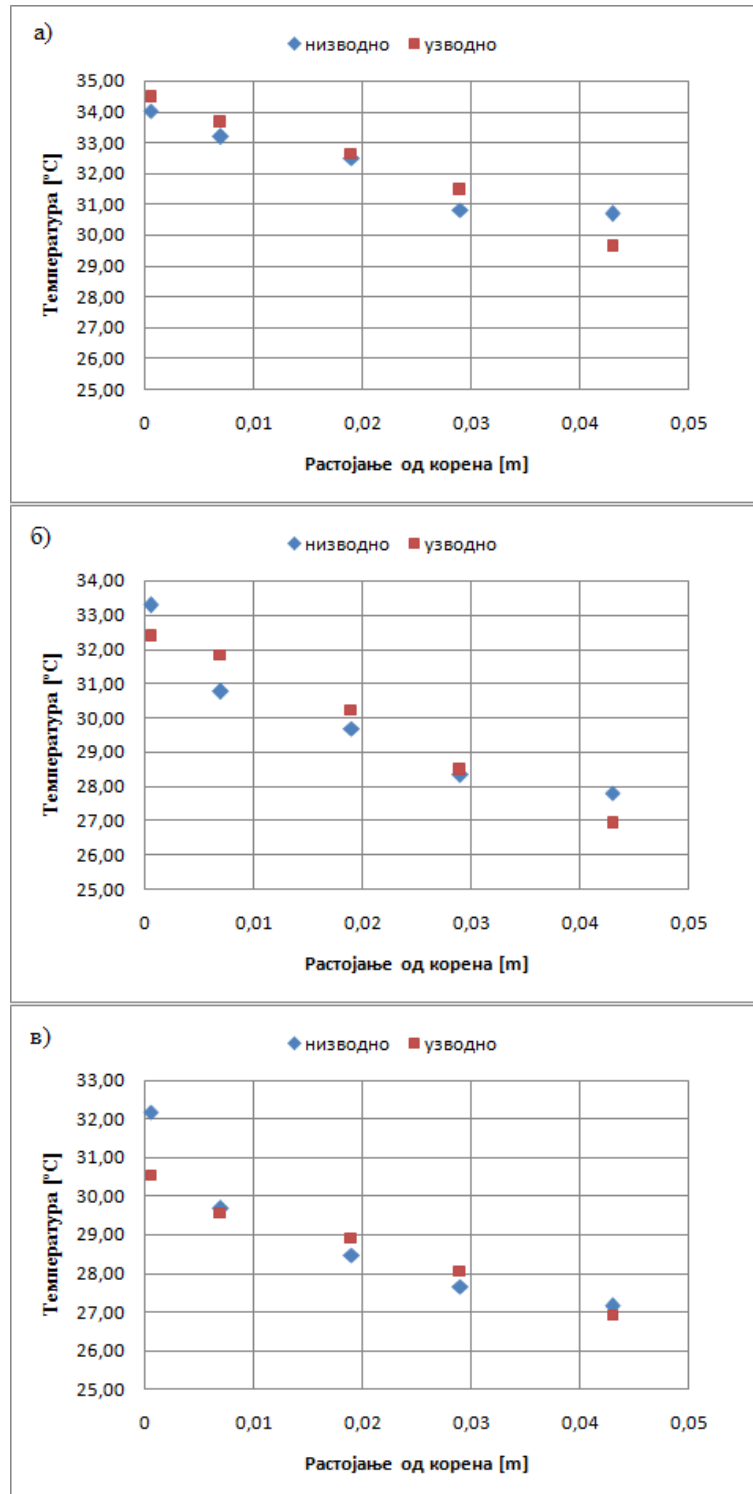 а)
низводно узводно
35,00
34,00
33,00
32,00
31,00
30,00
29,00
28,00
27,00
26,00
25,00
Температура [°C]
0 0,01 0,02 0,03 0,04 0,05
Растојање од корена [m]
б)
низводно узводно
34,00
33,00
32,00
31,00
30,00
29,00
28,00
27,00
26,00
25,00
Температура [°C]
0 0,01 0,02 0,03 0,04 0,05
Растојање од корена [m]
в)
низводно узводно
33,00
32,00
31,00
30,00
29,00
28,00
27,00
26,00
25,00
Температура [°C]
0 0,01 0,02 0,03 0,04 0,05
Растојање од корена [m]